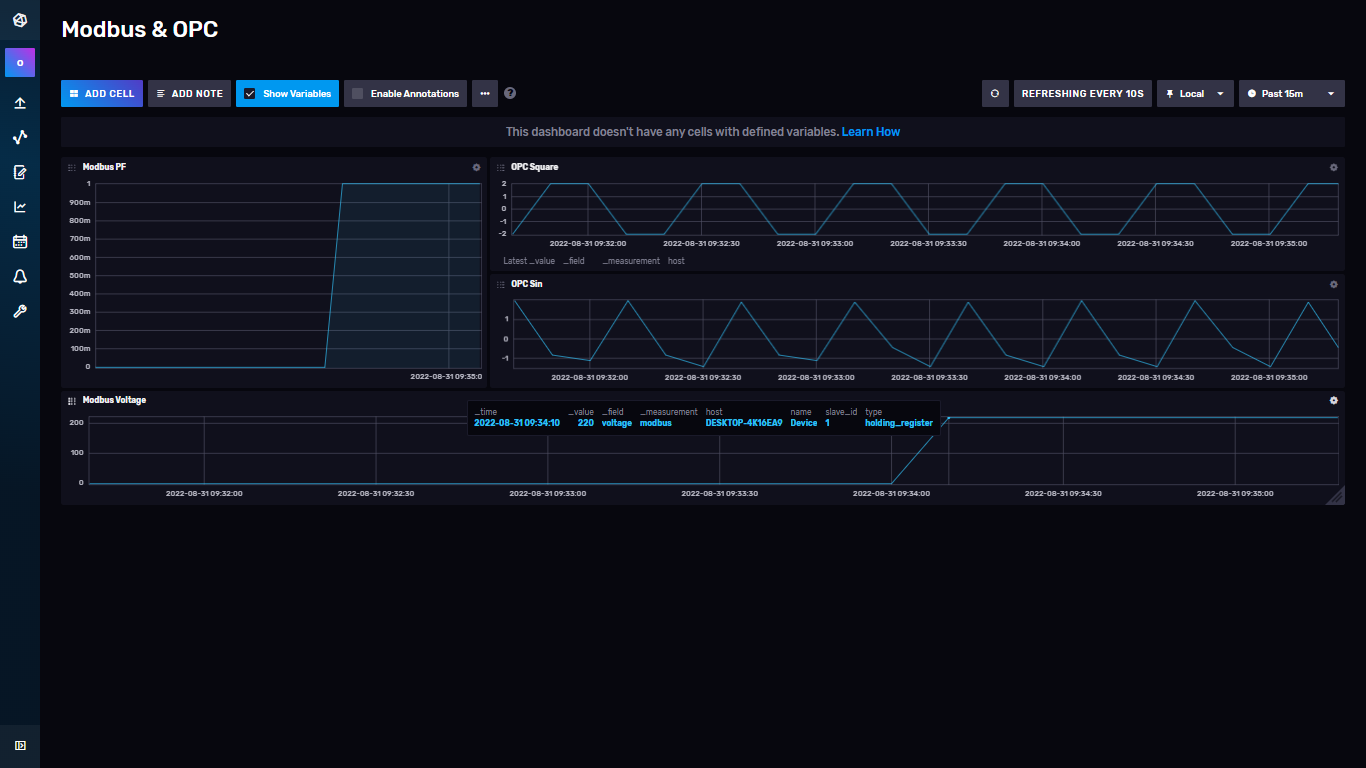 Modbus & OPC
O
ADD CELL ADD NOTE Show Variables Enable Annotations ?
REFRESHING EVERY 10S Local Past 15m
This dashboard doesn't have any cells with defined variables. Learn How
Modbus PF
1
900m
800m
700m
600m
500m
400m
300m
200m
100m
0
2022-08-31 09:35:0
OPC Square
2
1
0
-1
-2
2022-08-31 09:32:00 2022-08-31 09:32:30 2022-08-31 09:33:00 2022-08-31 09:33:30 2022-08-31 09:34:00 2022-08-31 09:34:30 2022-08-31 09:35:00
Latest _value _field _measurement host
OPC Sin
1
0
-1
2022-08-31 09:32:00 2022-08-31 09:32:30 2022-08-31 09:33:00 2022-08-31 09:33:30 2022-08-31 09:34:00 2022-08-31 09:34:30 2022-08-31 09:35:00
Modbus Voltage
_time _value _field _measurement host name slave_id type
2022-08-31 09:34:10 220 voltage modbus DESKTOP-4K16EA9 Device 1 holding_register
200
100
0
2022-08-31 09:32:00 2022-08-31 09:32:30 2022-08-31 09:33:00 2022-08-31 09:33:30 2022-08-31 09:34:00 2022-08-31 09:34:30 2022-08-31 09:35:00